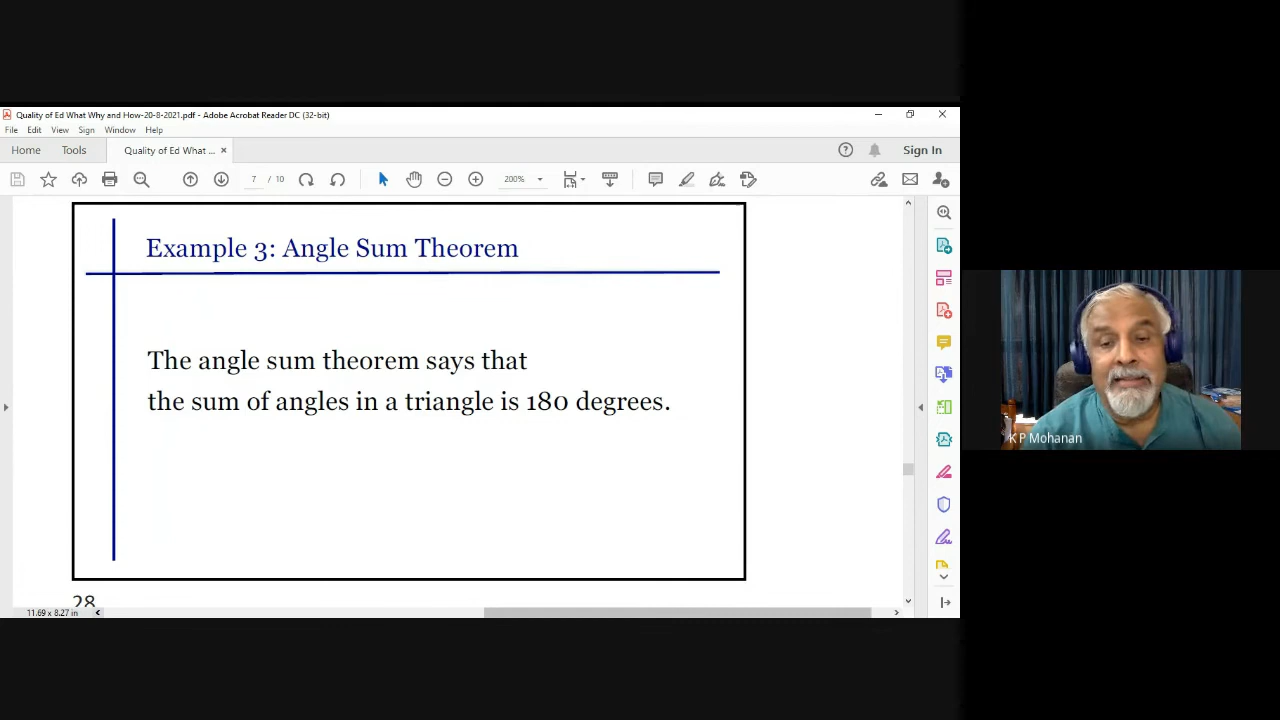 Quality of Ed What Why and How-20-8-2021.pdf - Adobe Acrobat Reader DC (32-bit)
File Edit View Sign Window Help
Home Tools Quality of Ed What ... × Sign In
7 / 10 200%
Example 3: Angle Sum Theorem
The angle sum theorem says that
the sum of angles in a triangle is 180 degrees.
K P Mohanan
28
11.69 x 8.27 in